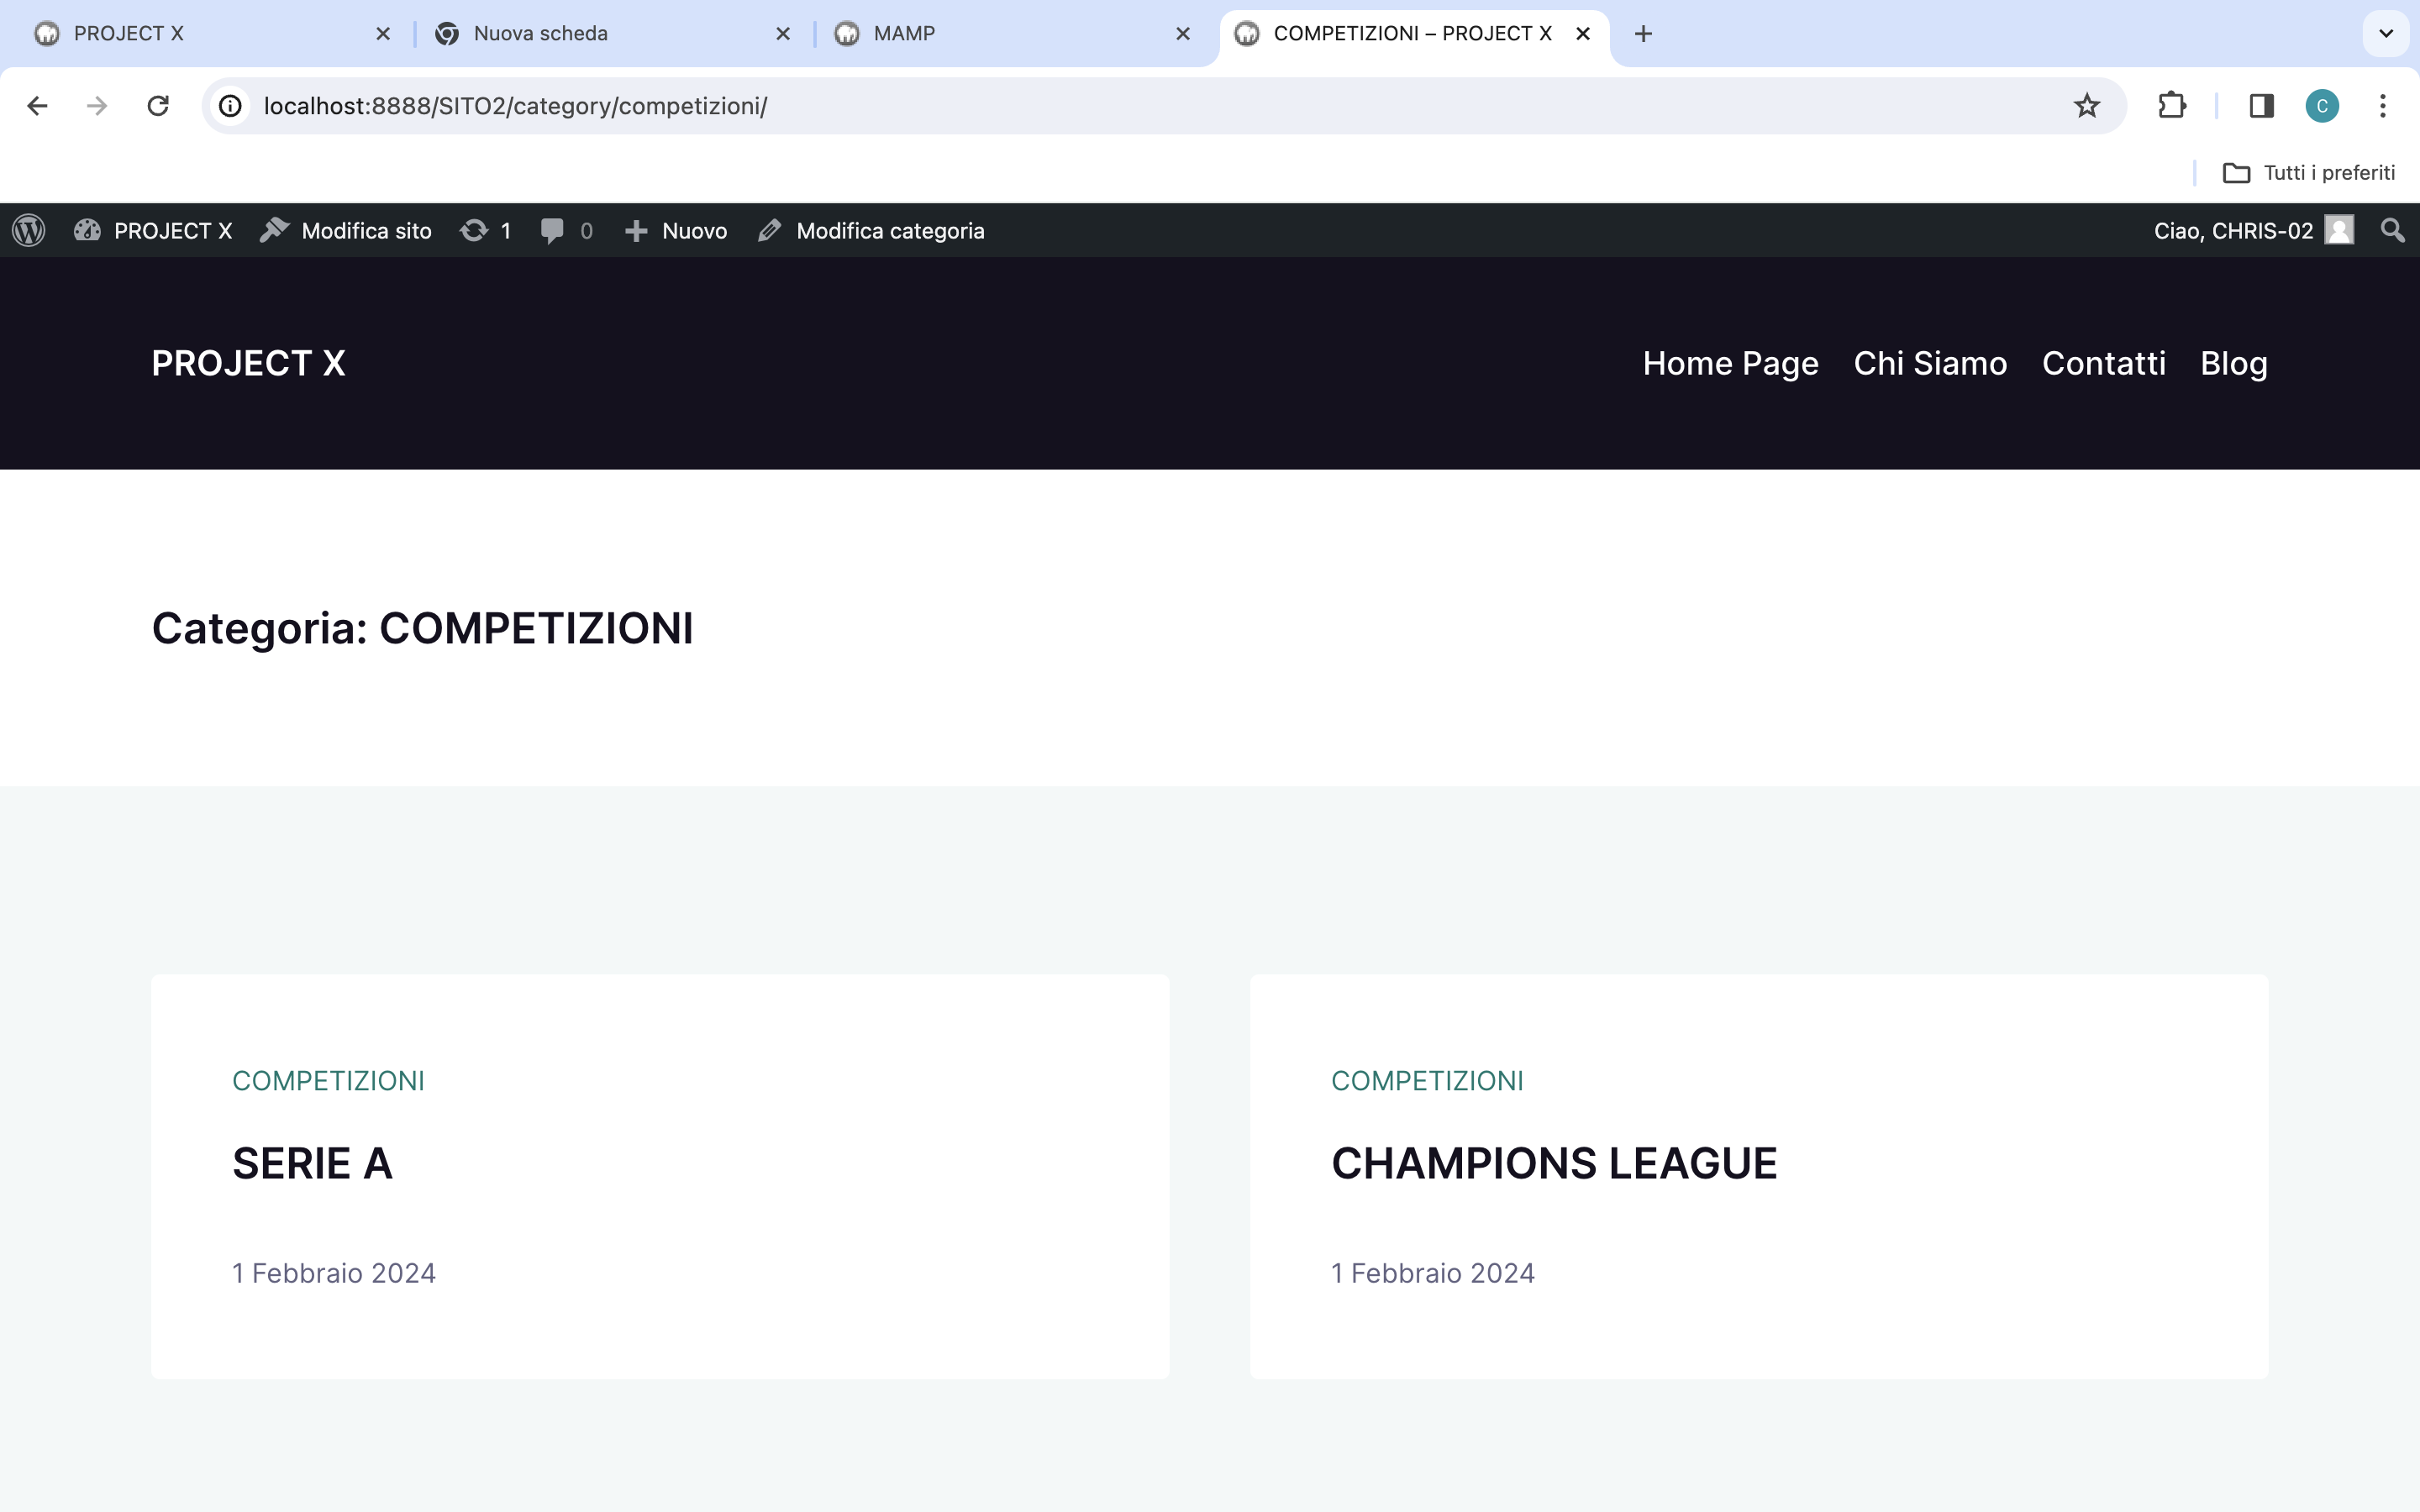 PROJECT X
Nuova scheda
MAMP
COMPETIZIONI – PROJECT X
localhost:8888/SITO2/category/competizioni/
C
Tutti i preferiti
PROJECT X
Modifica sito
1
0
Nuovo
Modifica categoria
Ciao, CHRIS-02
PROJECT X
Home Page
Chi Siamo
Contatti
Blog
Categoria: COMPETIZIONI
COMPETIZIONI
SERIE A
1 Febbraio 2024
COMPETIZIONI
CHAMPIONS LEAGUE
1 Febbraio 2024